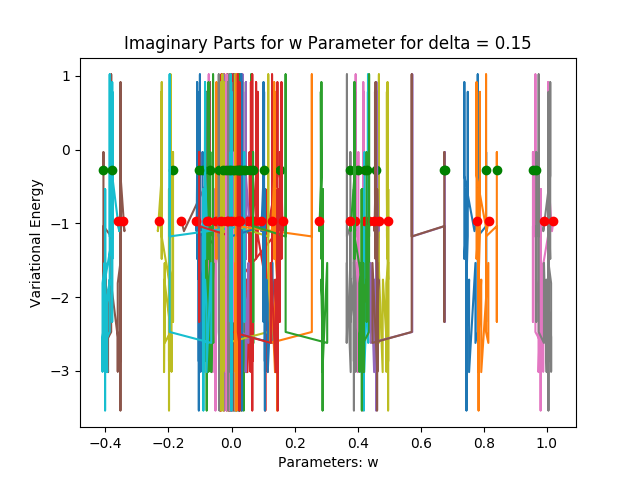 Imaginary Parts for w Parameter for delta = 0.15
1
0
−1
−2
−3
Variational Energy
−0.4 −0.2 0.0 0.2 0.4 0.6 0.8 1.0
Parameters: w